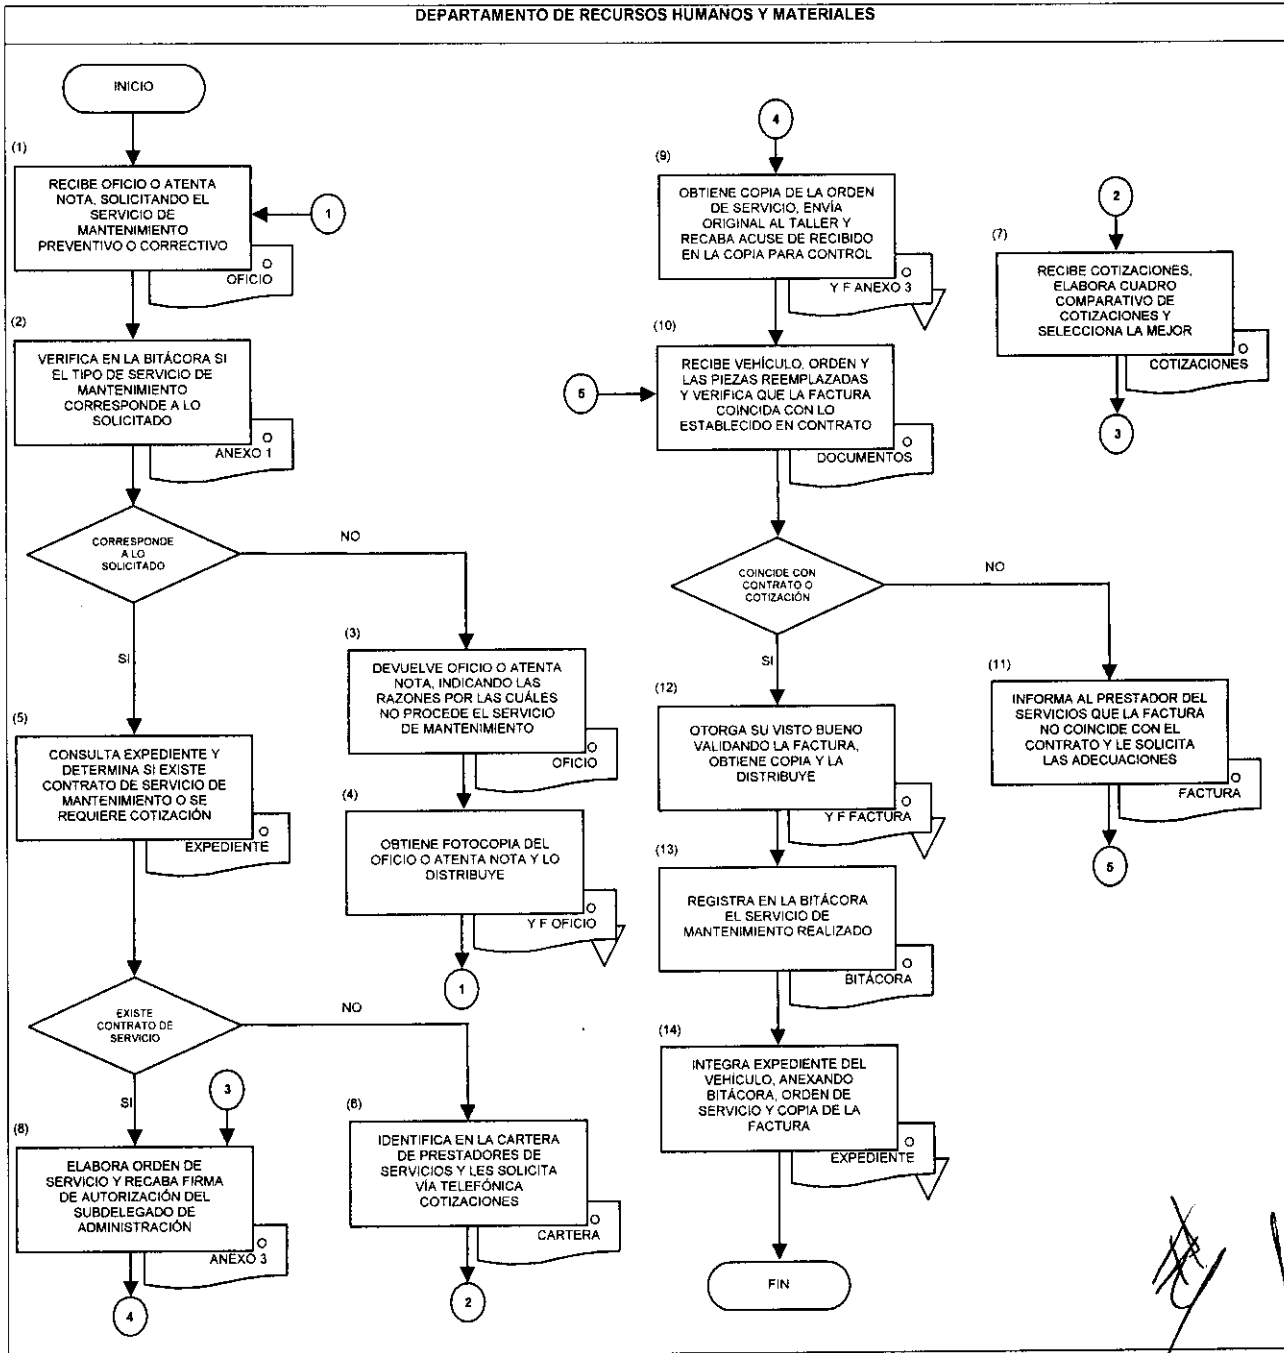 DEPARTAMENTO DE RECURSOS HUMANOS Y MATERIALES
INICIO
(1)
RECIBE OFICIO O ATENTA
NOTA, SOLICITANDO EL
SERVICIO DE
MANTENIMIENTO
PREVENTIVO O CORRECTIVO
1
O
OFICIO
(2)
VERIFICA EN LA BITÁCORA SI
EL TIPO DE SERVICIO DE
MANTENIMIENTO
CORRESPONDE A LO
SOLICITADO
O
ANEXO 1
CORRESPONDE
A LO
SOLICITADO
NO
SI
(3)
DEVUELVE OFICIO O ATENTA
NOTA, INDICANDO LAS
RAZONES POR LAS CUÁLES
NO PROCEDE EL SERVICIO
DE MANTENIMIENTO
O
OFICIO
(4)
OBTIENE FOTOCOPIA DEL
OFICIO O ATENTA NOTA Y LO
DISTRIBUYE
O
Y F OFICIO
1
(5)
CONSULTA EXPEDIENTE Y
DETERMINA SI EXISTE
CONTRATO DE SERVICIO DE
MANTENIMIENTO O SE
REQUIERE COTIZACIÓN
O
EXPEDIENTE
EXISTE
CONTRATO DE
SERVICIO
NO
SI
3
(6)
IDENTIFICA EN LA CARTERA
DE PRESTADORES DE
SERVICIOS Y LES SOLICITA
VÍA TELEFÓNICA
COTIZACIONES
O
CARTERA
2
(8)
ELABORA ORDEN DE
SERVICIO Y RECABA FIRMA
DE AUTORIZACIÓN DEL
SUBDELEGADO DE
ADMINISTRACIÓN
O
ANEXO 3
4
4
(9)
OBTIENE COPIA DE LA ORDEN
DE SERVICIO, ENVÍA
ORIGINAL AL TALLER Y
RECABA ACUSE DE RECIBIDO
EN LA COPIA PARA CONTROL
O
Y F ANEXO 3
(10)
RECIBE VEHÍCULO, ORDEN Y
LAS PIEZAS REEMPLAZADAS
Y VERIFICA QUE LA FACTURA
COINCIDA CON LO
ESTABLECIDO EN CONTRATO
5
O
DOCUMENTOS
COINCIDE CON
CONTRATO O
COTIZACIÓN
NO
SI
(12)
OTORGA SU VISTO BUENO
VALIDANDO LA FACTURA,
OBTIENE COPIA Y LA
DISTRIBUYE
O
Y F FACTURA
(13)
REGISTRA EN LA BITÁCORA
EL SERVICIO DE
MANTENIMIENTO REALIZADO
O
BITÁCORA
(14)
INTEGRA EXPEDIENTE DEL
VEHÍCULO, ANEXANDO
BITÁCORA, ORDEN DE
SERVICIO Y COPIA DE LA
FACTURA
O
EXPEDIENTE
FIN
2
(7)
RECIBE COTIZACIONES,
ELABORA CUADRO
COMPARATIVO DE
COTIZACIONES Y
SELECCIONA LA MEJOR
O
COTIZACIONES
3
(11)
INFORMA AL PRESTADOR DEL
SERVICIOS QUE LA FACTURA
NO COINCIDE CON EL
CONTRATO Y LE SOLICITA
LAS ADECUACIONES
O
FACTURA
5